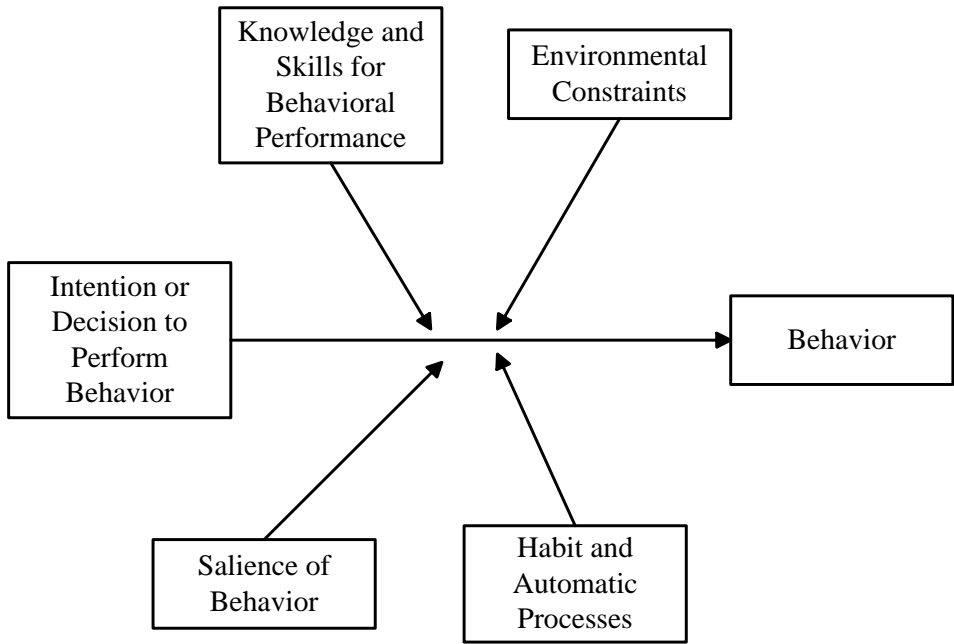 Knowledge and
Skills for
Behavioral
Performance
Environmental
Constraints
Intention or
Decision to
Perform
Behavior
Behavior
Salience of
Behavior
Habit and
Automatic
Processes